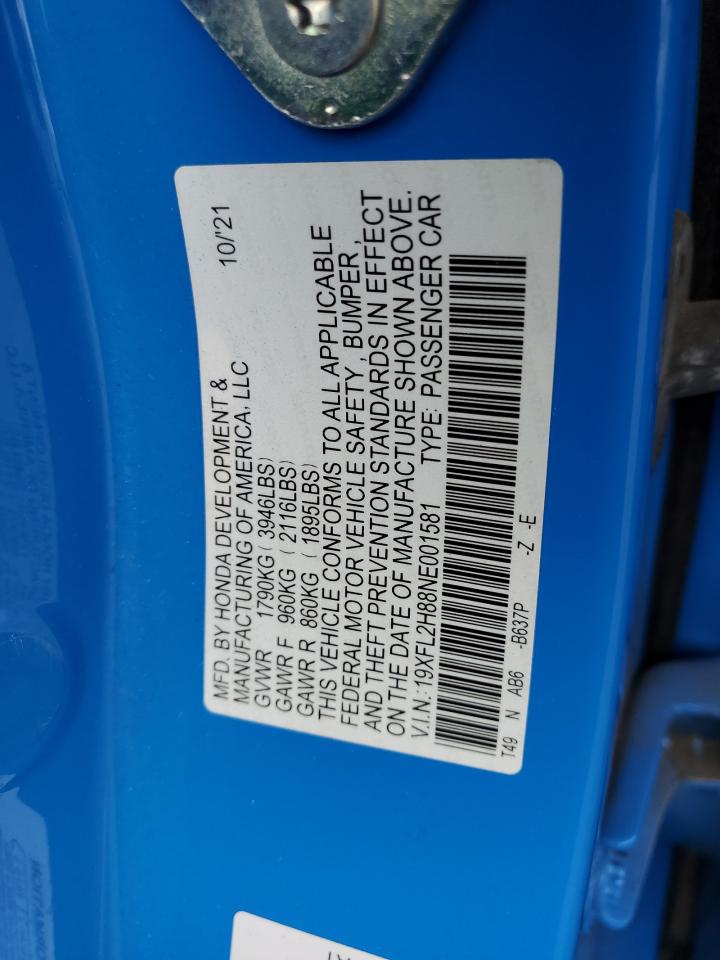 MFD. BY HONDA DEVELOPMENT & 10/'21
MANUFACTURING OF AMERICA, LLC
GVWR 1790KG ( 3946LBS)
GAWR F 960KG ( 2116LBS)
GAWR R 860KG ( 1895LBS)
THIS VEHICLE CONFORMS TO ALL APPLICABLE
FEDERAL MOTOR VEHICLE SAFETY , BUMPER ,
AND THEFT PREVENTION STANDARDS IN EFFECT
ON THE DATE OF MANUFACTURE SHOWN ABOVE.
V.I.N.: 19XFL2H88NE001581 TYPE: PASSENGER CAR
T49 N AB6 -B637P -Z -E